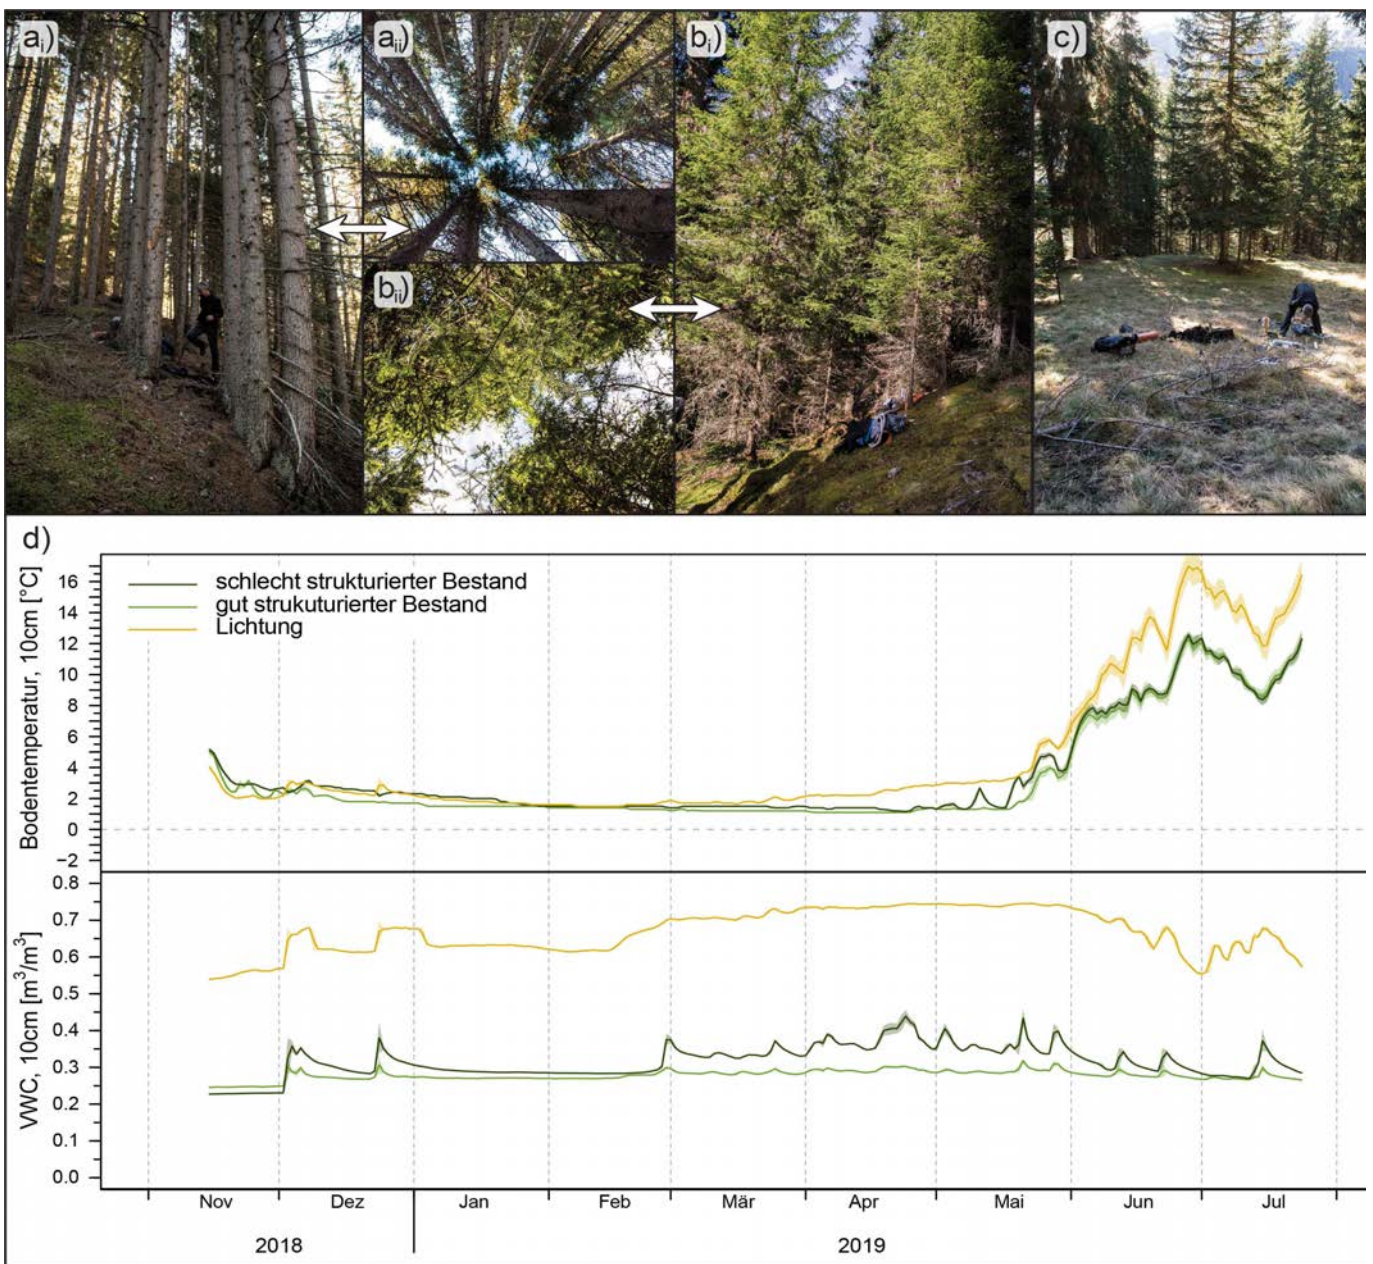 ai)
aii)
bi)
c)
bii)
d)
schlecht strukturierter Bestand
gut strukuturierter Bestand
Lichtung
Bodentemperatur, 10cm [°C]
16
14
12
10
8
6
4
2
0
−2
VWC, 10cm [m³/m³]
0.8
0.7
0.6
0.5
0.4
0.3
0.2
0.1
0.0
Nov Dez Jan Feb Mär Apr Mai Jun Jul
2018 2019